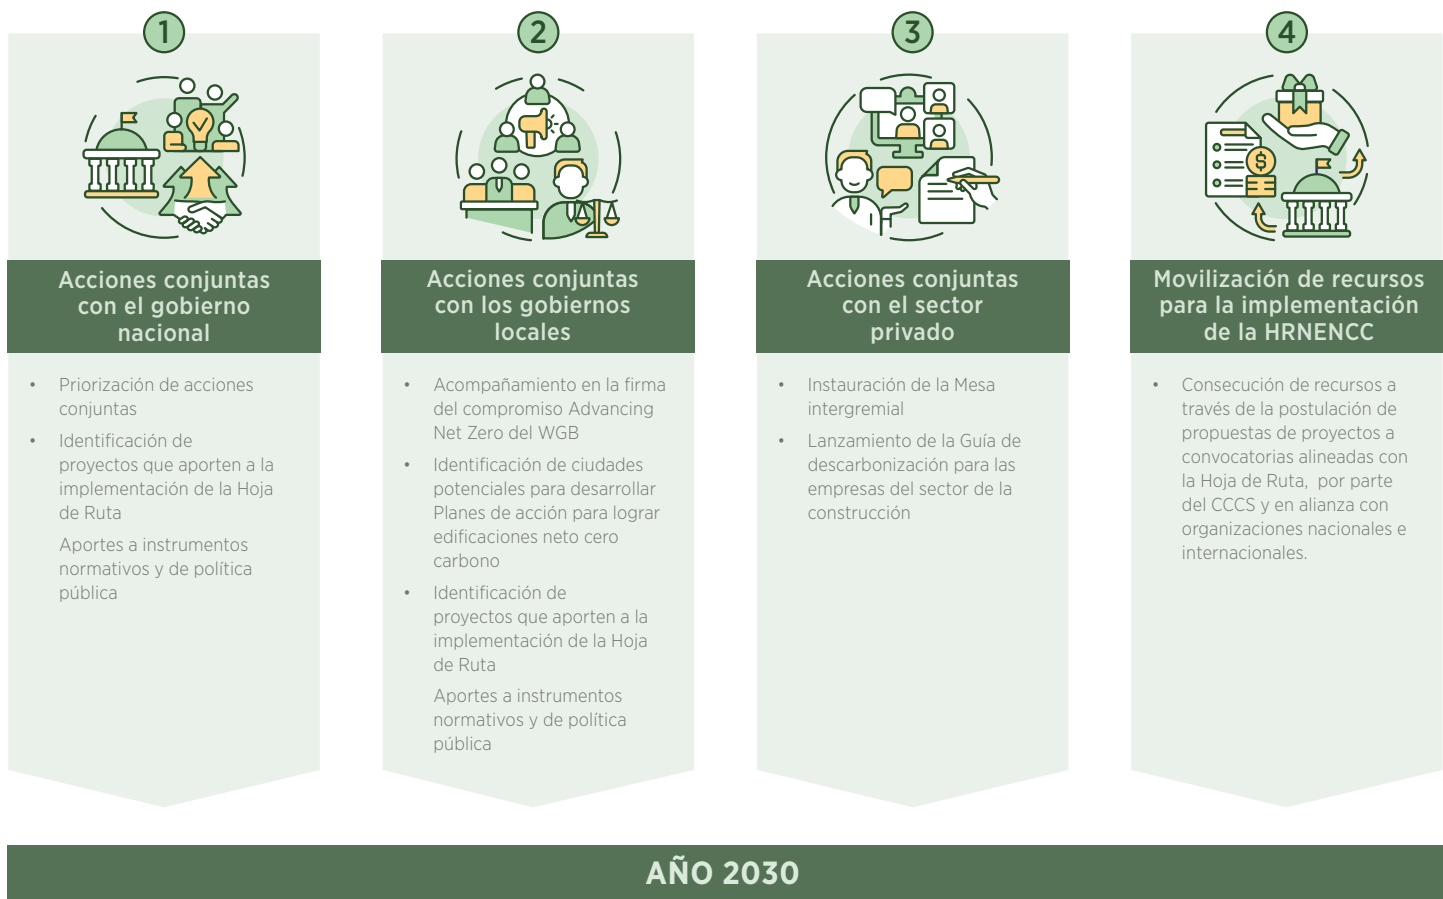 1
Acciones conjuntas
con el gobierno
nacional
• Priorización de acciones
conjuntas
• Identificación de
proyectos que aporten a la
implementación de la Hoja
de Ruta
Aportes a instrumentos
normativos y de política
pública
2
Acciones conjuntas
con los gobiernos
locales
• Acompañamiento en la firma
del compromiso Advancing
Net Zero del WGB
• Identificación de ciudades
potenciales para desarrollar
Planes de acción para lograr
edificaciones neto cero
carbono
• Identificación de
proyectos que aporten a la
implementación de la Hoja
de Ruta
Aportes a instrumentos
normativos y de política
pública
3
Acciones conjuntas
con el sector
privado
• Instauración de la Mesa
intergremial
• Lanzamiento de la Guía de
descarbonización para las
empresas del sector de la
construcción
4
$
Movilización de recursos
para la implementación
de la HRNENCC
• Consecución de recursos a
través de la postulación de
propuestas de proyectos a
convocatorias alineadas con
la Hoja de Ruta, por parte
del CCCS y en alianza con
organizaciones nacionales e
internacionales.
AÑO 2030